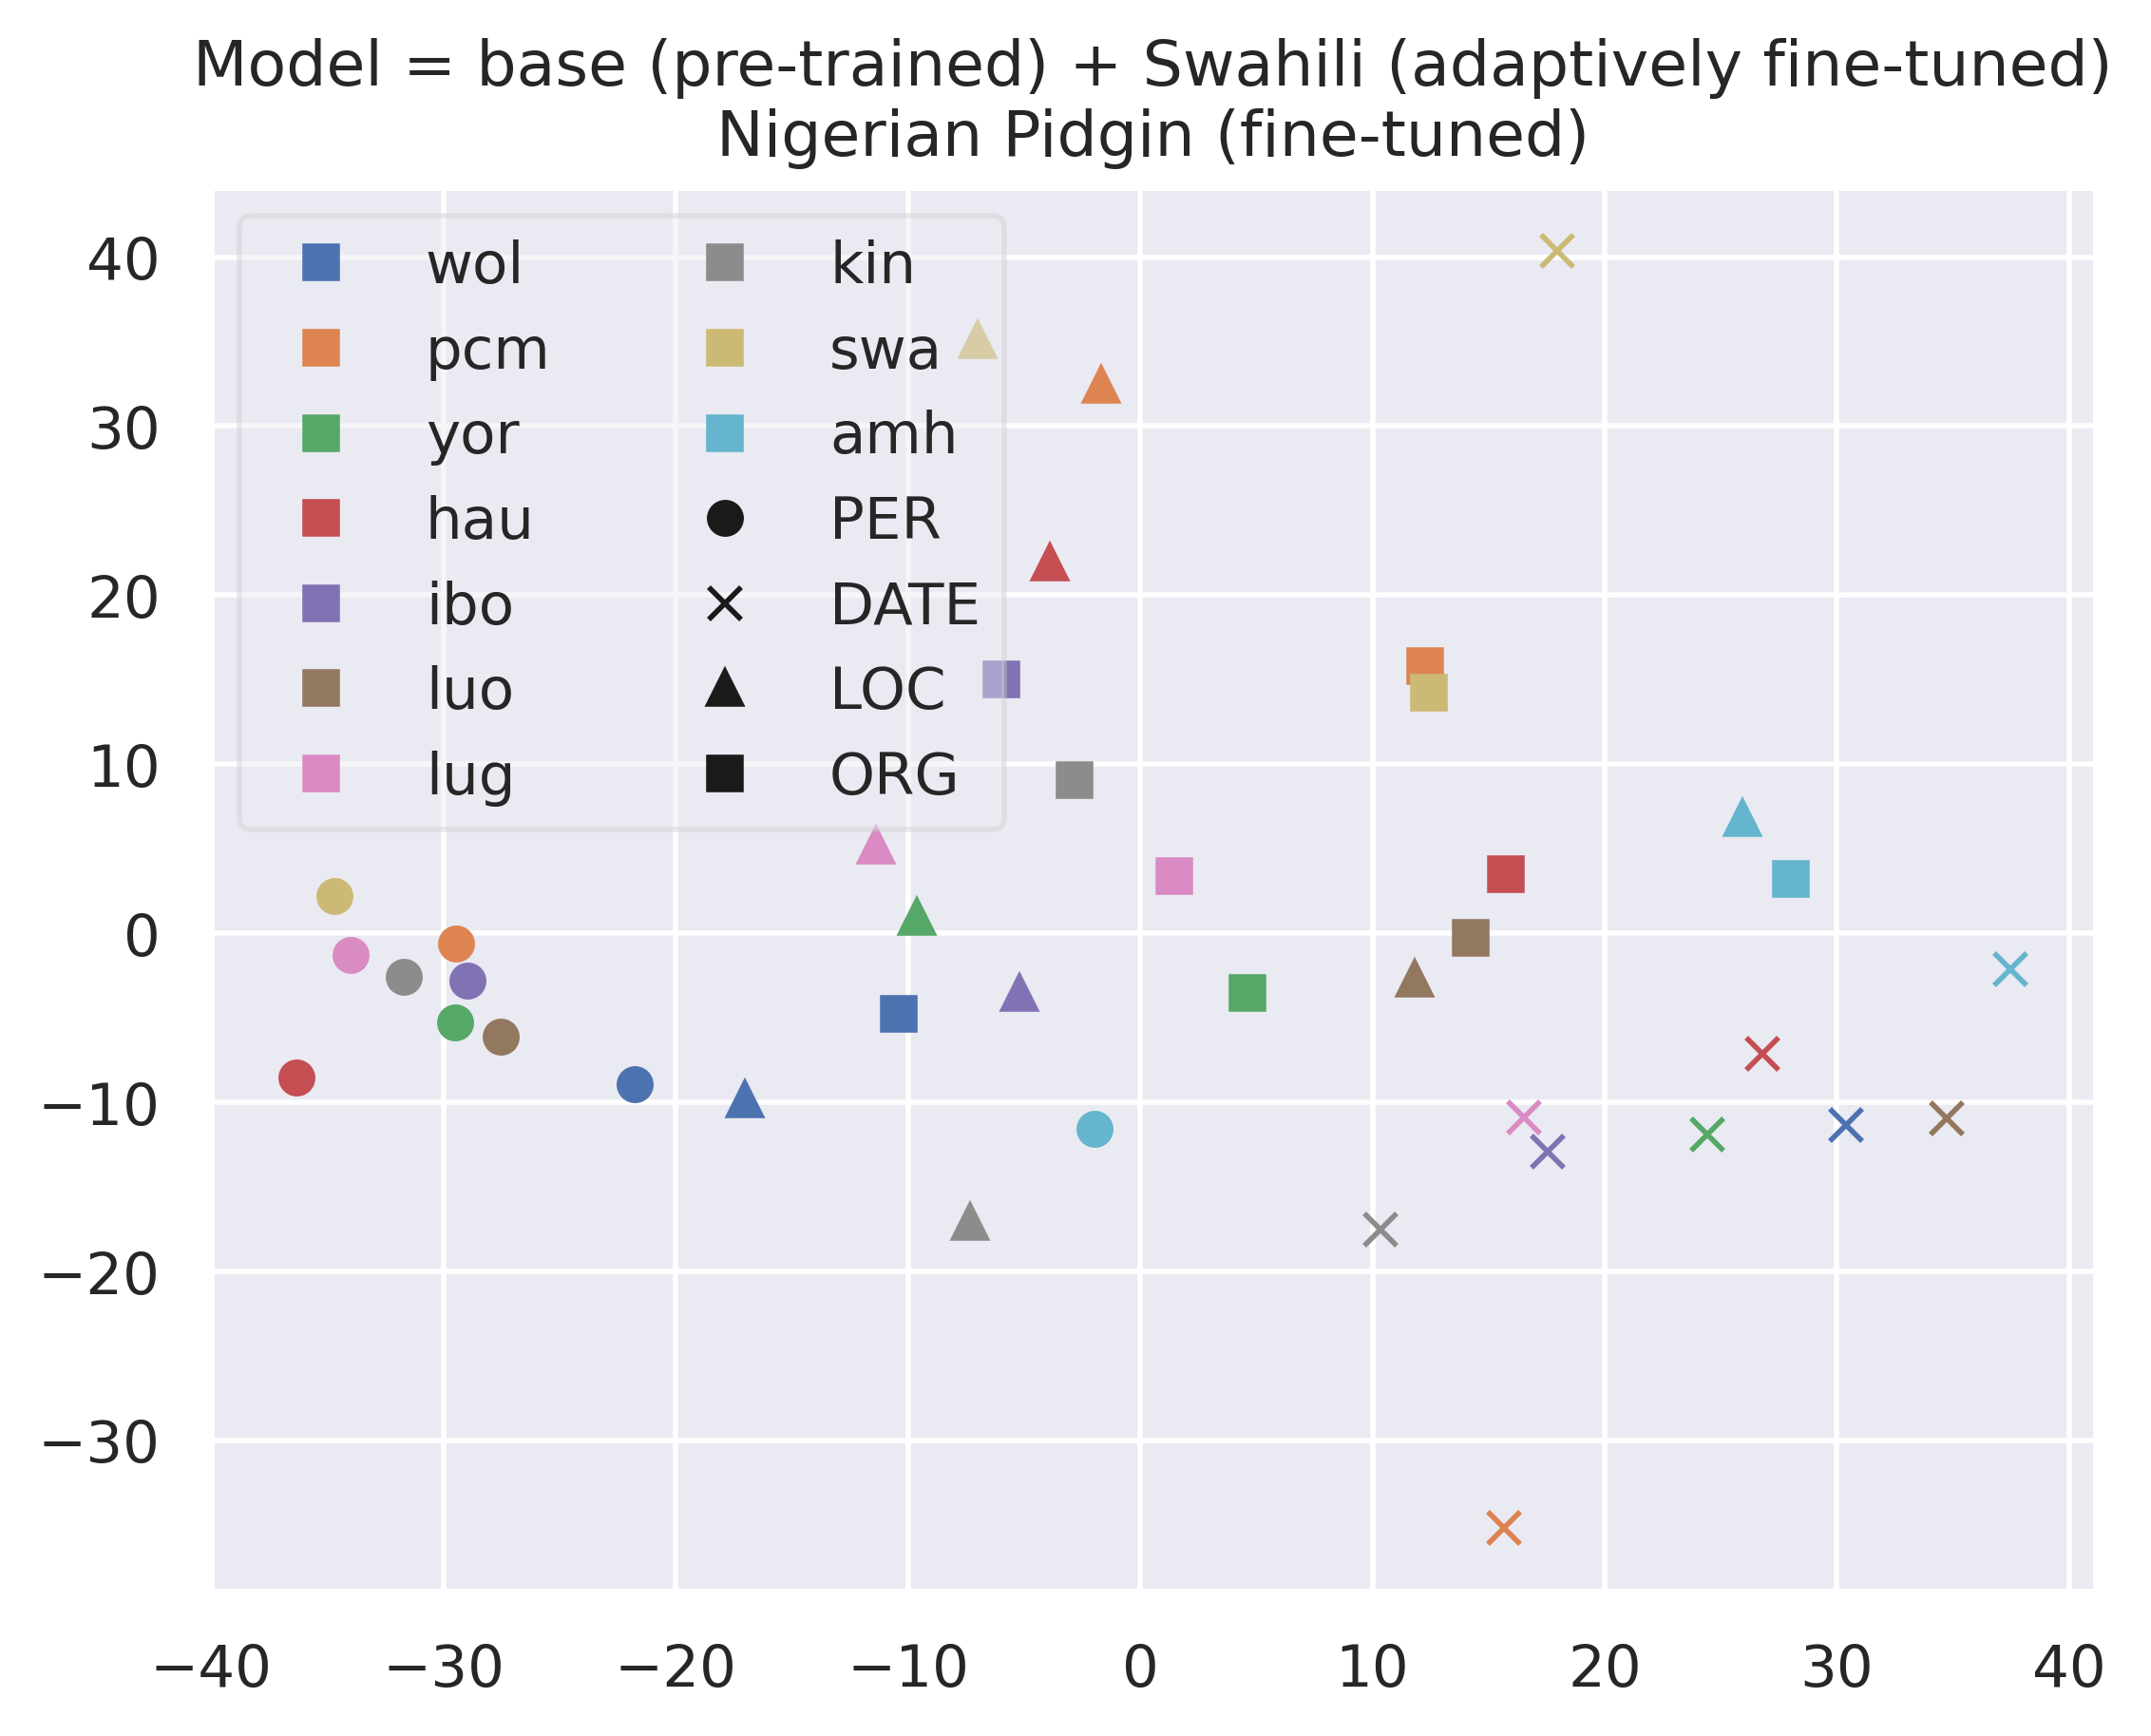 Model = base (pre-trained) + Swahili (adaptively fine-tuned)
Nigerian Pidgin (fine-tuned)
wol
pcm
yor
hau
ibo
luo
lug
kin
swa
amh
PER
DATE
LOC
ORG
40
30
20
10
0
−10
−20
−30
−40 −30 −20 −10 0 10 20 30 40